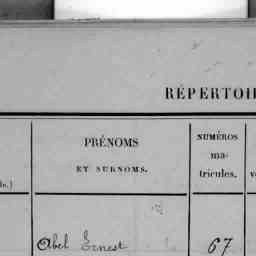 RÉPERTOI
PRÉNOMS
ET SURNOMS.
NUMÉROS
ma-
tricules.
Abel Ernest
67